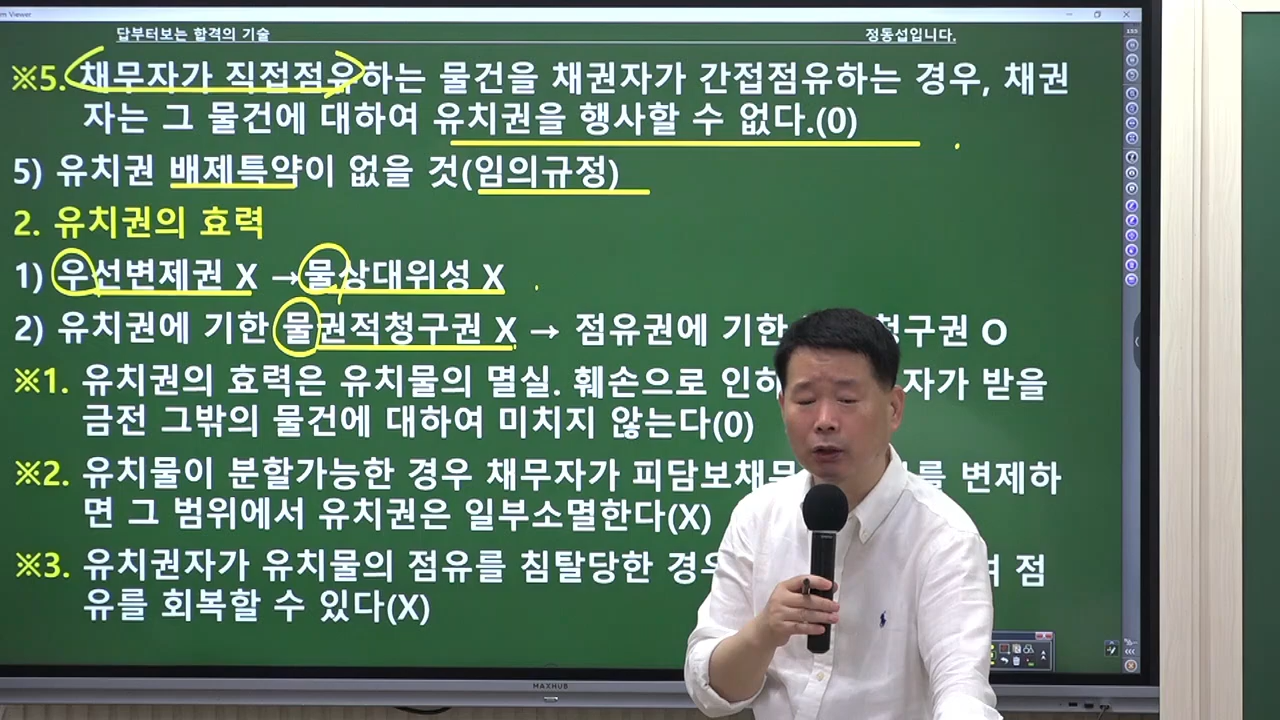 답부터보는 합격의 기술
정동섭입니다.
※5. 채무자가 직접점유하는 물건을 채권자가 간접점유하는 경우, 채권
자는 그 물건에 대하여 유치권을 행사할 수 없다.(0)
5) 유치권 배제특약이 없을 것(임의규정)
2. 유치권의 효력
1) 우선변제권 X →물상대위성 X
2) 유치권에 기한 물권적청구권 X → 점유권에 기한 청구권 O
※1. 유치권의 효력은 유치물의 멸실. 훼손으로 인하 자가 받을
금전 그밖의 물건에 대하여 미치지 않는다(0)
※2. 유치물이 분할가능한 경우 채무자가 피담보채무 를 변제하
면 그 범위에서 유치권은 일부소멸한다(X)
※3. 유치권자가 유치물의 점유를 침탈당한 경우 점
유를 회복할 수 있다(X)
MAXHUB